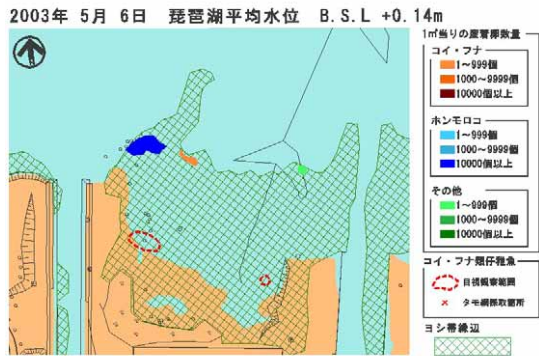 2003年 5月 6日 琵琶湖平均水位 B.S.L +0.14m
1㎡当りの産着卵数量
コイ・フナ
1～999個
1000～9999個
10000個以上
ホンモロコ
1～999個
1000～9999個
10000個以上
その他
1～999個
1000～9999個
10000個以上
コイ・フナ類仔稚魚
目視観察範囲
タモ網採取箇所
ヨシ帯縁辺